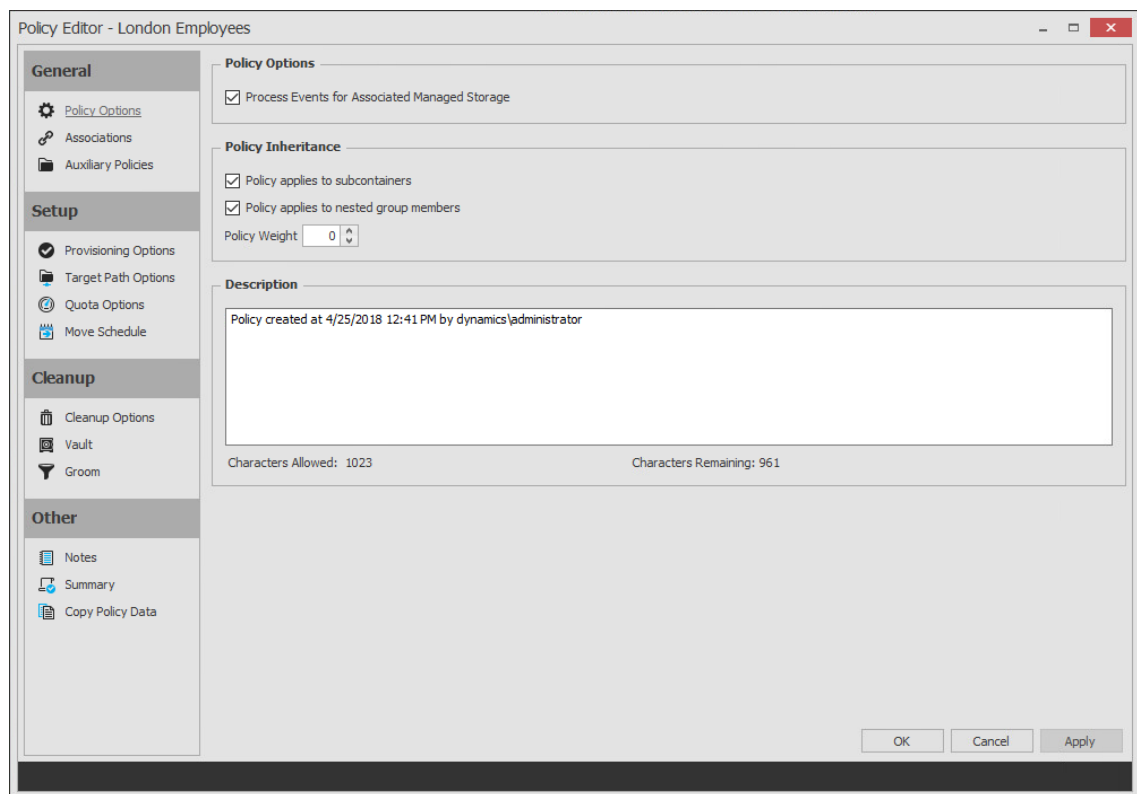 Policy Editor - London Employees
General
Policy Options
Associations
Auxiliary Policies
Setup
Provisioning Options
Target Path Options
Quota Options
Move Schedule
Cleanup
Cleanup Options
Vault
Groom
Other
Notes
Summary
Copy Policy Data
Policy Options
Process Events for Associated Managed Storage
Policy Inheritance
Policy applies to subcontainers
Policy applies to nested group members
Policy Weight 0
Description
Policy created at 4/25/2018 12:41 PM by dynamics\administrator
Characters Allowed: 1023 Characters Remaining: 961
OK Cancel Apply